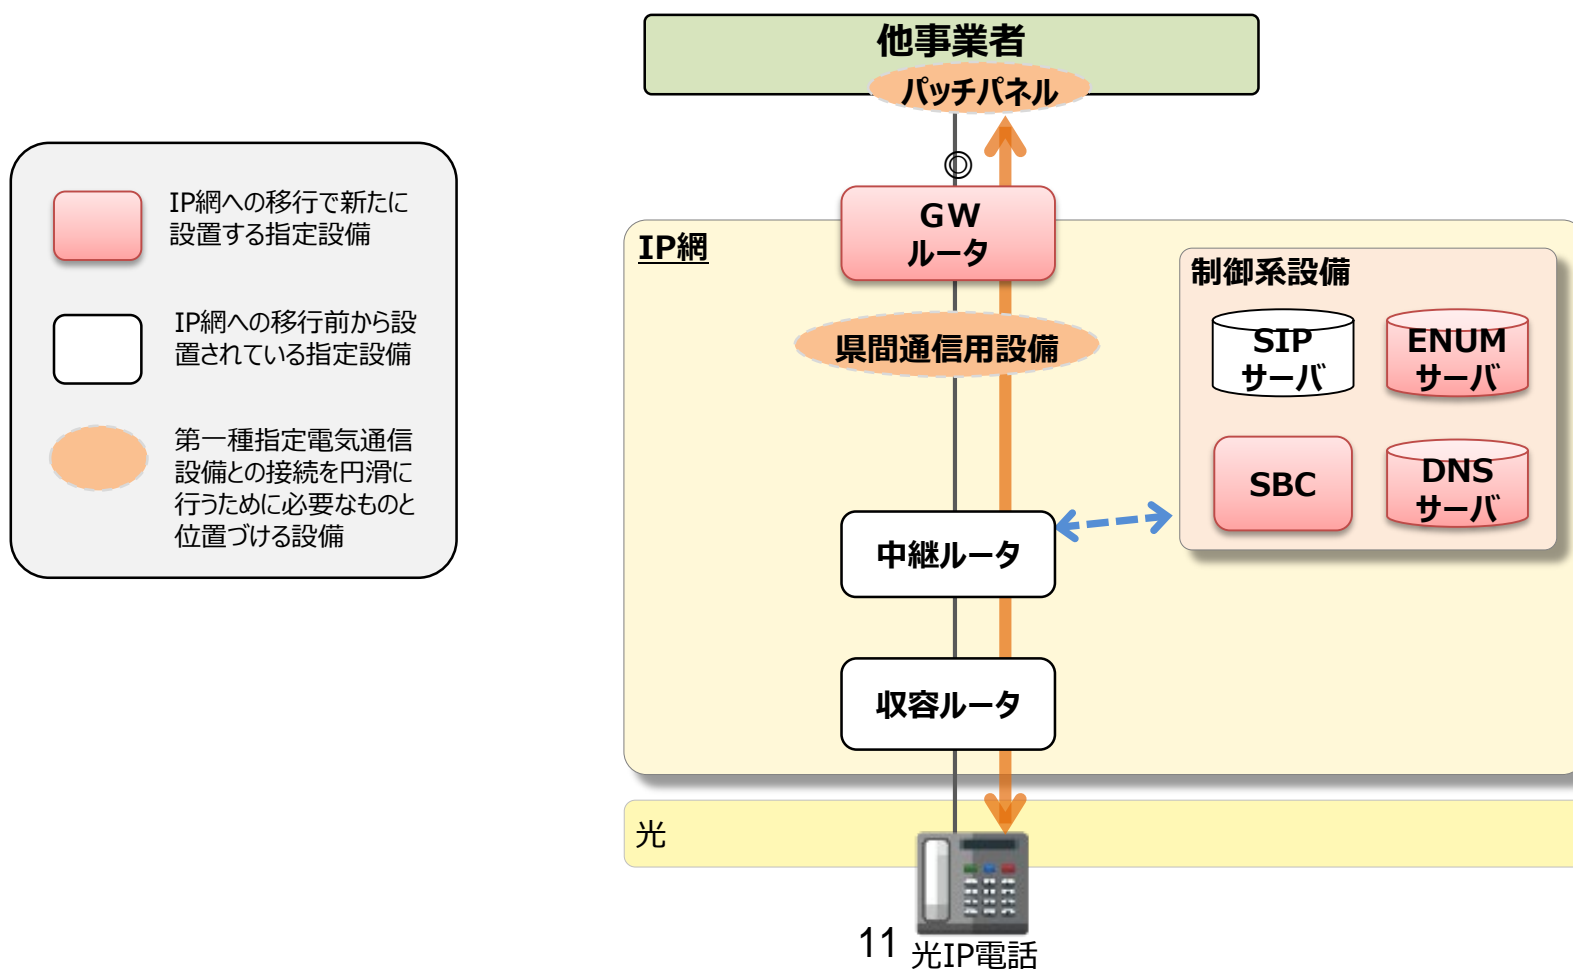 他事業者
パッチパネル
◎
IP網への移行で新たに
設置する指定設備
IP網への移行前から設
置されている指定設備
第一種指定電気通信
設備との接続を円滑に
行うために必要なものと
位置づける設備
IP網
GW
ルータ
県間通信用設備
制御系設備
SIP
サーバ
ENUM
サーバ
SBC
DNS
サーバ
中継ルータ
収容ルータ
光
11
光IP電話